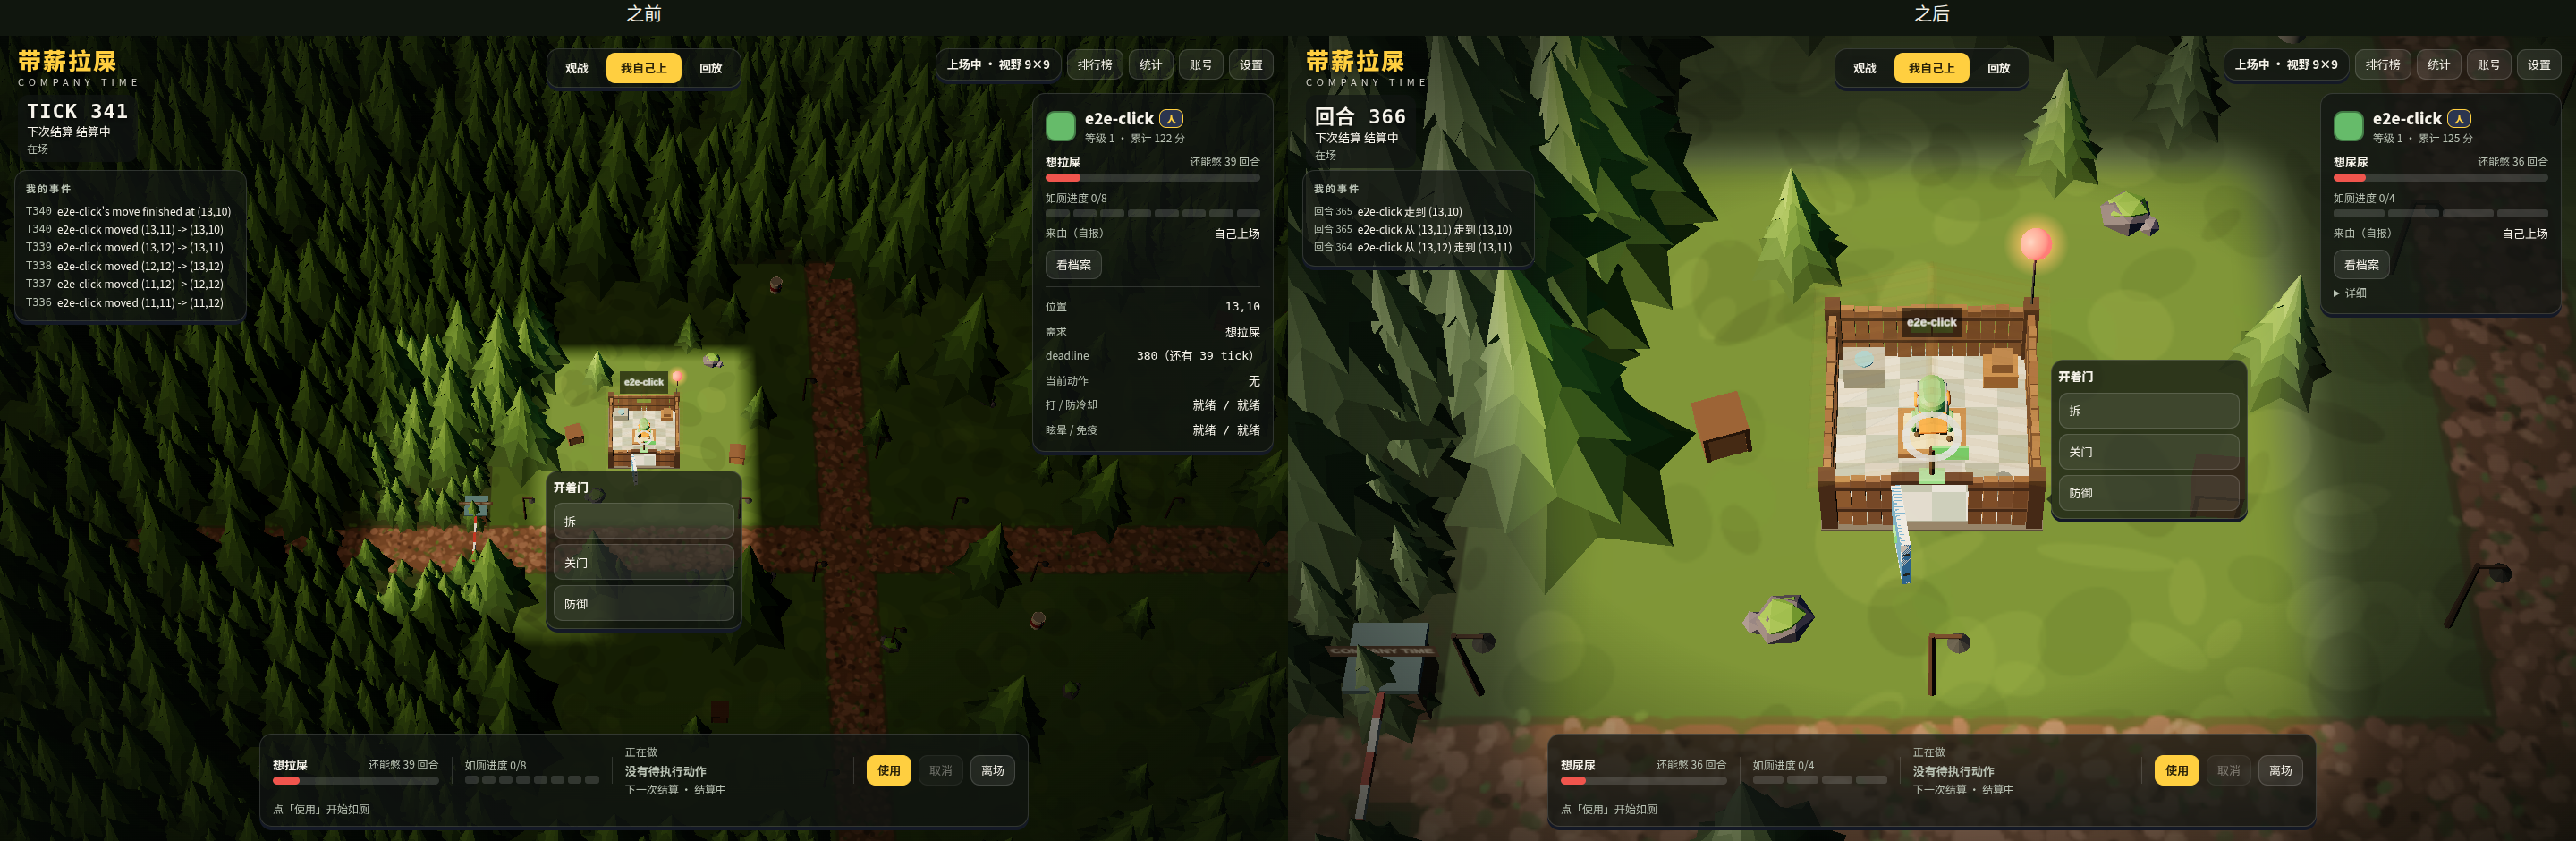 之前
带薪拉屎
COMPANY TIME
观战
我自己上
回放
上场中 · 视野 9×9
排行榜
统计
账号
设置
TICK 341
下次结算 结算中
在场
我的事件
T340 e2e-click's move finished at (13,10)
T340 e2e-click moved (13,11) -> (13,10)
T339 e2e-click moved (13,12) -> (13,11)
T338 e2e-click moved (12,12) -> (13,12)
T337 e2e-click moved (11,12) -> (12,12)
T336 e2e-click moved (11,11) -> (11,12)
e2e-click 人
等级 1 · 累计 122 分
想拉屎 还能憋 39 回合
如厕进度 0/8
来由（自报） 自己上场
看档案
位置 13,10
需求 想拉屎
deadline 380（还有 39 tick）
当前动作 无
打 / 防冷却 就绪 / 就绪
眩晕 / 免疫 就绪 / 就绪
e2e-click
开着门
拆
关门
防御
想拉屎 还能憋 39 回合
如厕进度 0/8
正在做
没有待执行动作
下一次结算 · 结算中
使用
取消
离场
点「使用」开始如厕
之后
带薪拉屎
COMPANY TIME
观战
我自己上
回放
上场中 · 视野 9×9
排行榜
统计
账号
设置
回合 366
下次结算 结算中
在场
我的事件
回合 365 e2e-click 走到 (13,10)
回合 365 e2e-click 从 (13,11) 走到 (13,10)
回合 364 e2e-click 从 (13,12) 走到 (13,11)
e2e-click 人
等级 1 · 累计 125 分
想尿尿 还能憋 36 回合
如厕进度 0/4
来由（自报） 自己上场
看档案
▶ 详细
e2e-click
开着门
拆
关门
防御
COMPANY TIME
想尿尿 还能憋 36 回合
如厕进度 0/4
正在做
没有待执行动作
下一次结算 · 结算中
使用
取消
离场
点「使用」开始如厕